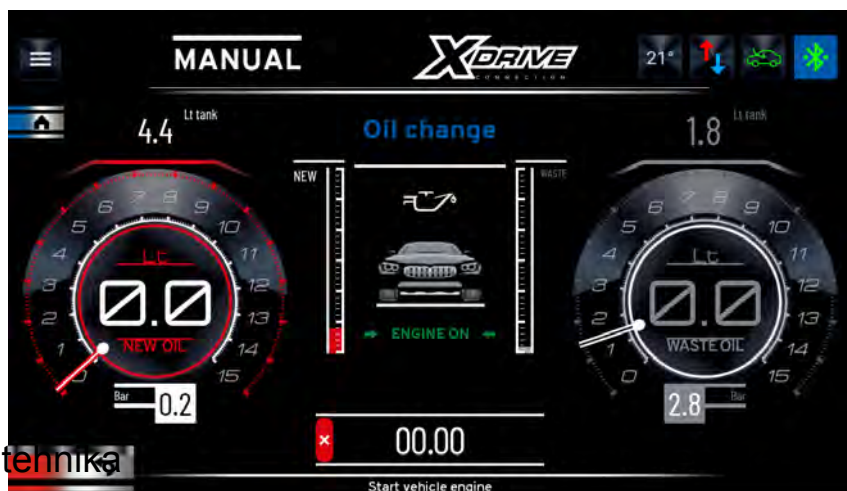 MANUAL
XDRIVE
CONNECTION
21°
4.4 Lt tank
Oil change
1.8 Lt tank
NEW
WASTE
0 1 2 3 4 5 6 7 8 9 10 11 12 13 14 15
Lt
0.0
NEW OIL
Bar 0.2
ENGINE ON
0 1 2 3 4 5 6 7 8 9 10 11 12 13 14 15
Lt
0.0
WASTE OIL
2.8 Bar
× 00.00
tehnika
Start vehicle engine